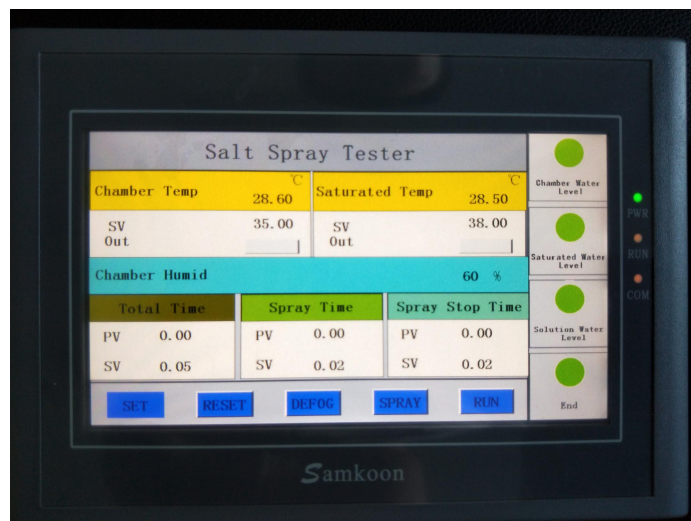 Salt Spray Tester
Chamber Temp 28.60 ℃
Saturated Temp 28.50 ℃
SV 35.00
Out
SV 38.00
Out
Chamber Humid 60 %
Total Time
PV 0.00
SV 0.05
Spray Time
PV 0.00
SV 0.02
Spray Stop Time
PV 0.00
SV 0.02
SET RESET DEFOG SPRAY RUN
Chamber Water
Level
Saturated Water
Level
Solution Water
Level
End
PWR
RUN
COM
Samkoon